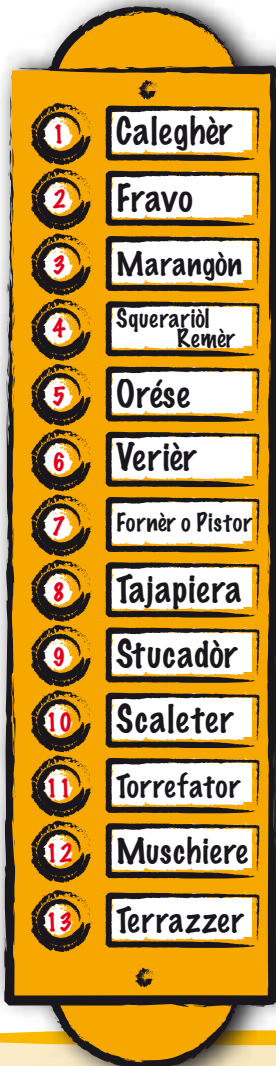 1 Caleghèr
2 Fravo
3 Marangòn
4 Squerariòl
Remèr
5 Orése
6 Verièr
7 Fornèr o Pistor
8 Tajapiera
9 Stucadòr
10 Scaleter
11 Torrefator
12 Muschiere
13 Terrazzer